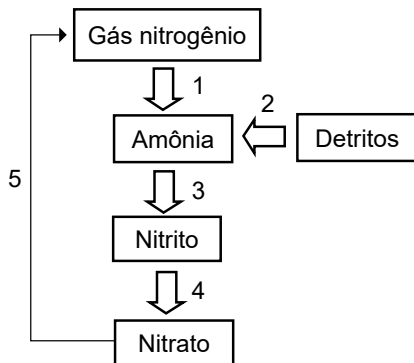 Gás nitrogênio
1
2
Amônia
Detritos
5
3
Nitrito
4
Nitrato